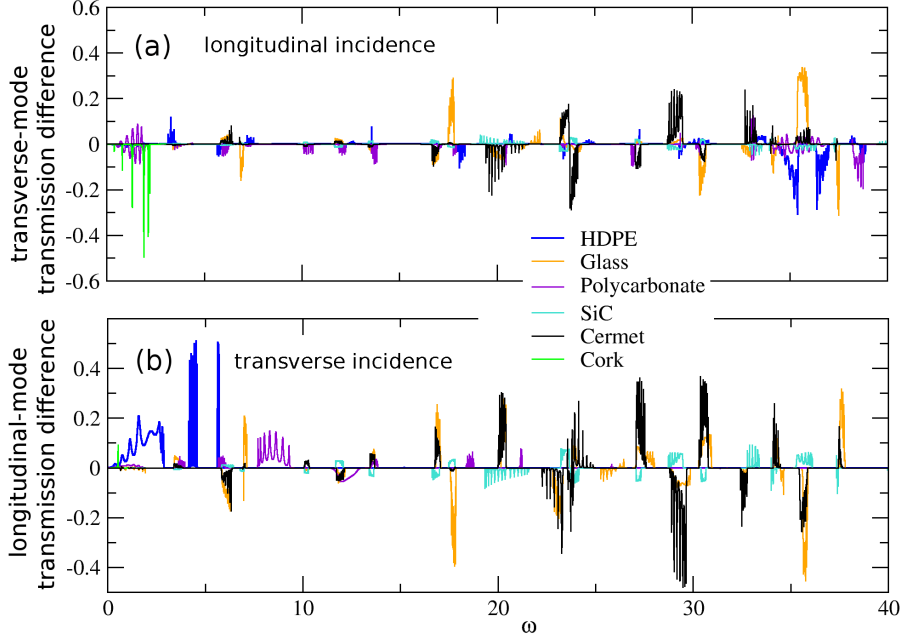 0.6
(a) longitudinal incidence
0.4
0.2
0
-0.2
-0.4
-0.6
transverse-mode
transmission difference
HDPE
Glass
Polycarbonate
SiC
Cermet
Cork
(b) transverse incidence
0.4
0.2
0
-0.2
-0.4
longitudinal-mode
transmission difference
0 10 20 30 40
ω